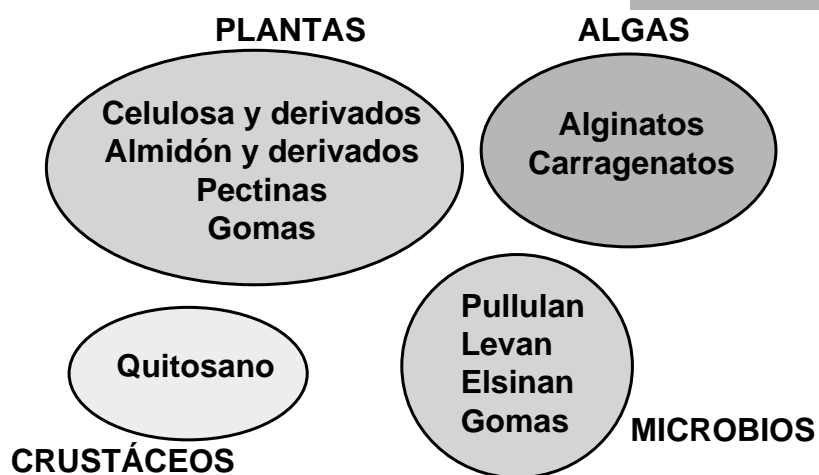 PLANTAS
Celulosa y derivados
Almidón y derivados
Pectinas
Gomas
ALGAS
Alginatos
Carragenatos
Quitosano
CRUSTÁCEOS
Pullulan
Levan
Elsinan
Gomas
MICROBIOS